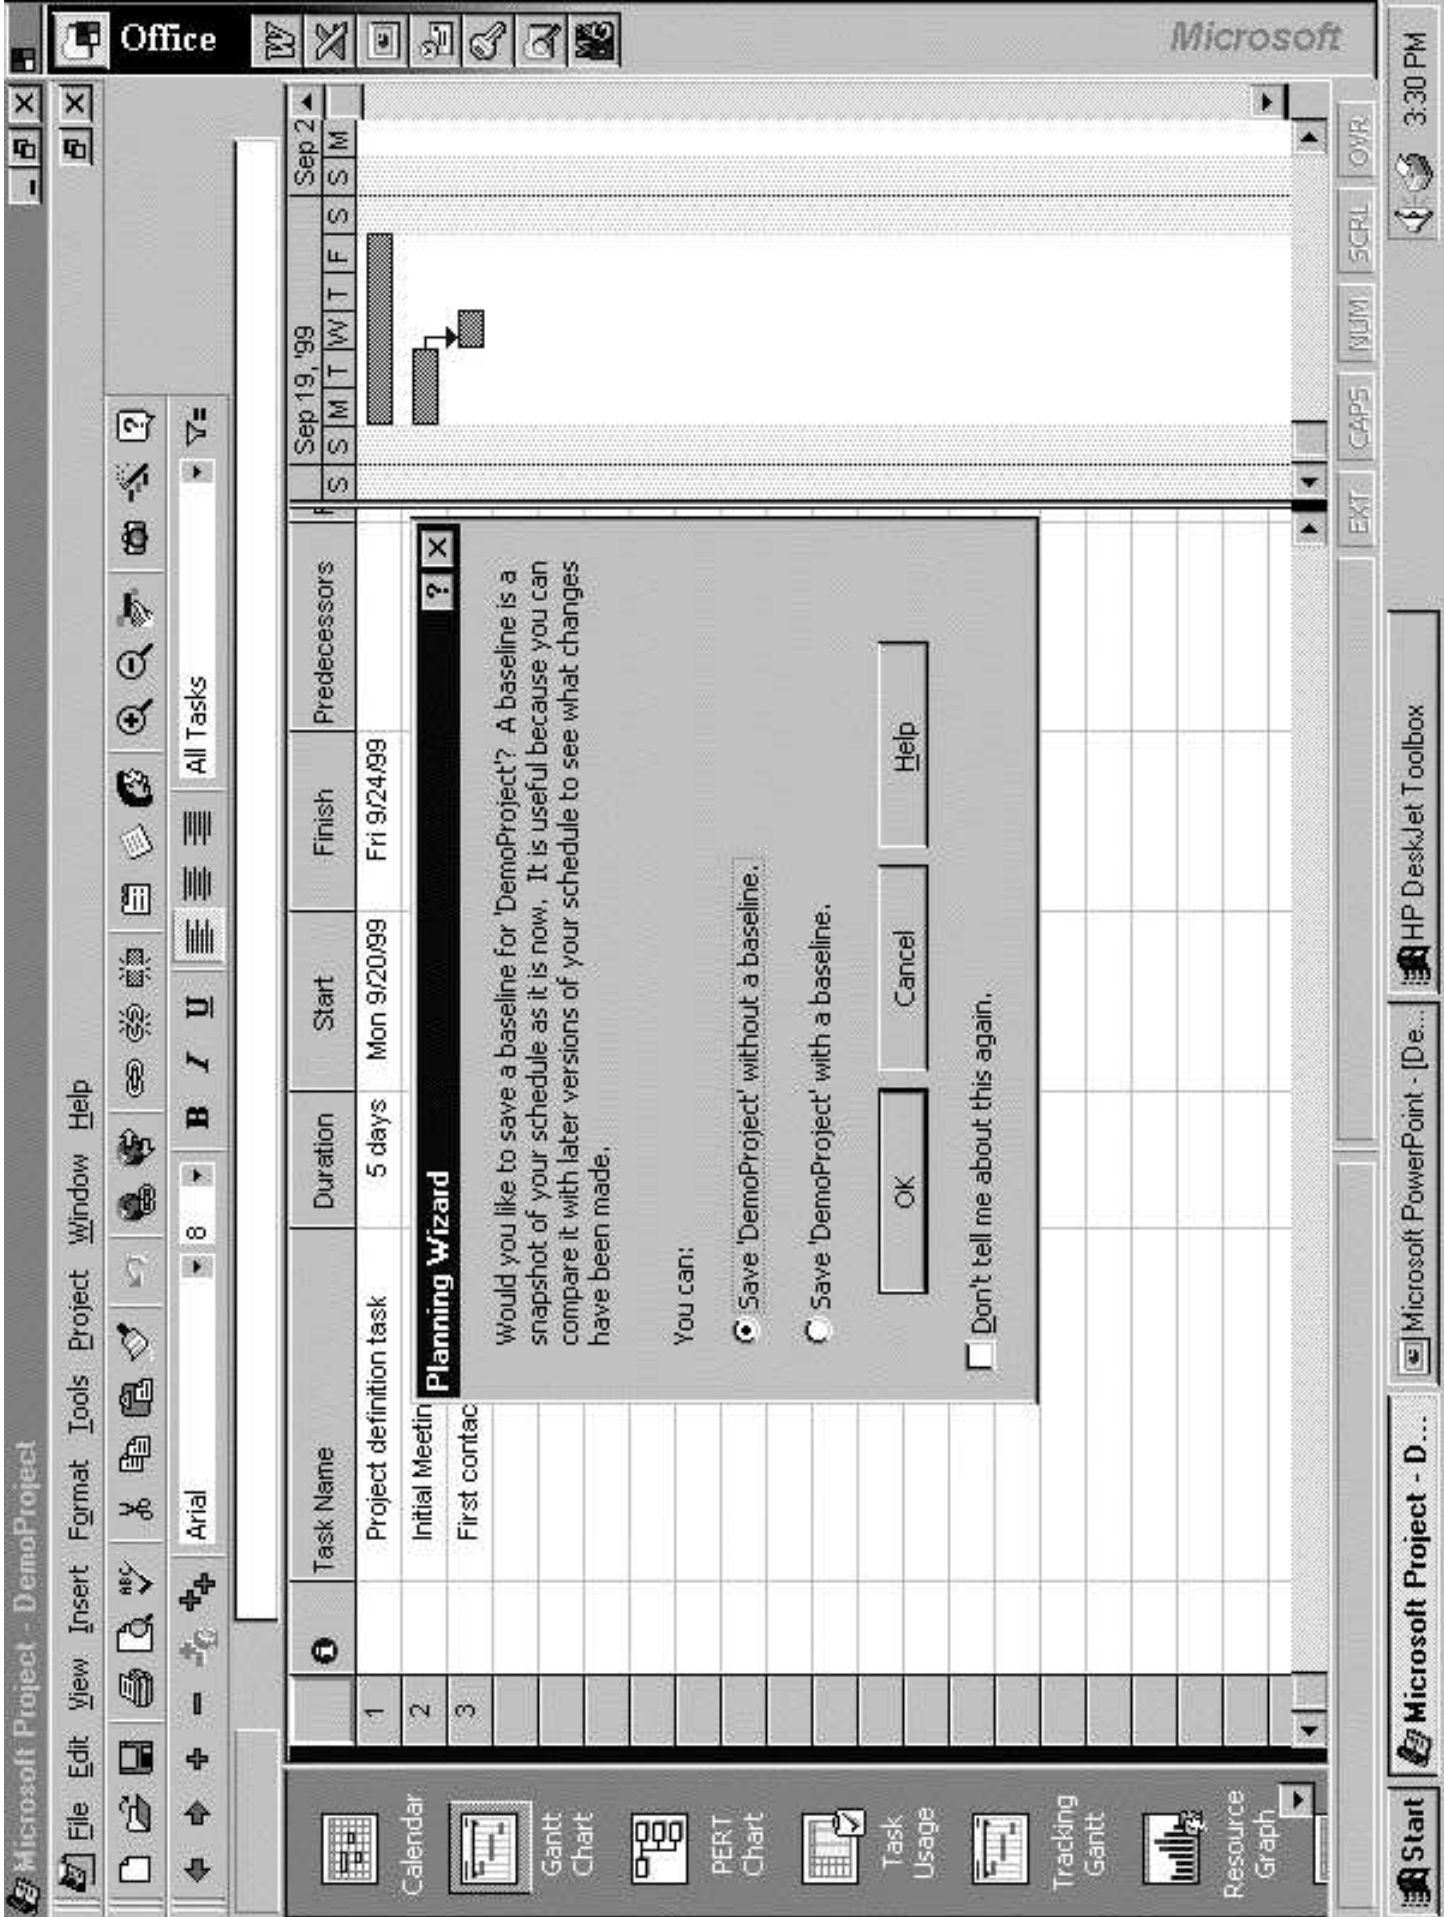 Microsoft Project - DemoProject
File Edit View Insert Format Tools Project Window Help
Arial 8 B I U All Tasks
Office
Microsoft
Calendar
Gantt
Chart
PERT
Chart
Task
Usage
Tracking
Gantt
Resource
Graph
Task Name Duration Start Finish Predecessors
1 Project definition task 5 days Mon 9/20/99 Fri 9/24/99
2 Initial Meetin
3 First contac
Sep 19, '99 Sep 2
S S M T W T F S S M
Planning Wizard
Would you like to save a baseline for 'DemoProject'? A baseline is a
snapshot of your schedule as it is now. It is useful because you can
compare it with later versions of your schedule to see what changes
have been made.
You can:
Save 'DemoProject' without a baseline.
Save 'DemoProject' with a baseline.
OK Cancel Help
Don't tell me about this again.
EXT CAPS NUM SCRL OVR
Start Microsoft Project - D... Microsoft PowerPoint - [De... HP DeskJet Toolbox 3:30 PM